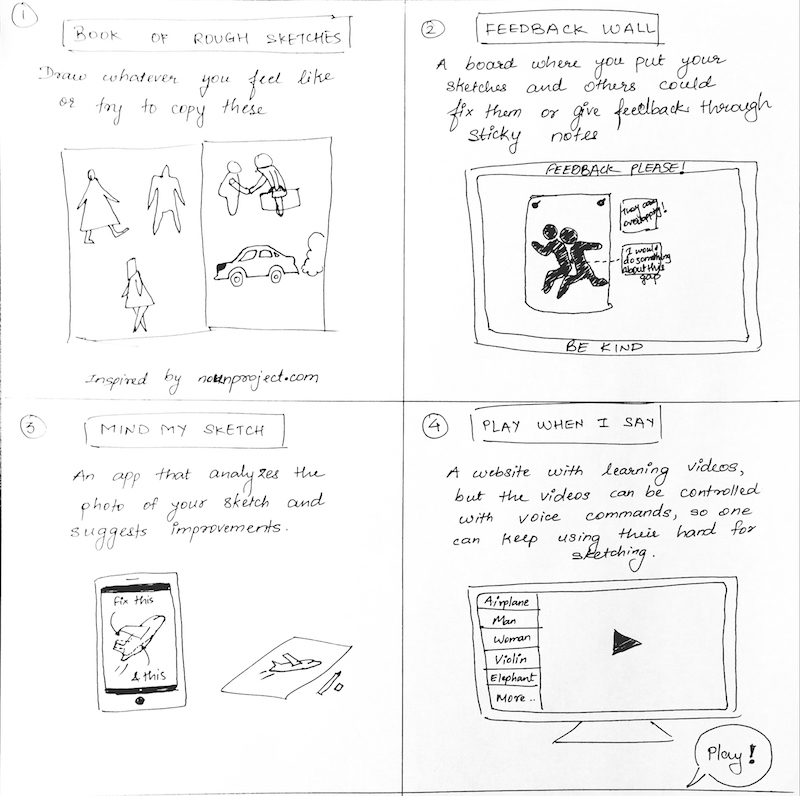 1
BOOK OF ROUGH SKETCHES
Draw whatever you feel like
or try to copy these
Inspired by nounproject.com
2
FEEDBACK WALL
A board where you put your
sketches and others could
fix them or give feedback through
sticky notes
FEEDBACK PLEASE!
They are
overlapping!
I would
do something
about this
gap
BE KIND
3
MIND MY SKETCH
An app that analyzes the
photo of your sketch and
suggests improvements.
Fix this
& this
4
PLAY WHEN I SAY
A website with learning videos,
but the videos can be controlled
with voice commands, so one
can keep using their hand for
sketching.
Airplane
Man
Woman
Violin
Elephant
More..
Play!